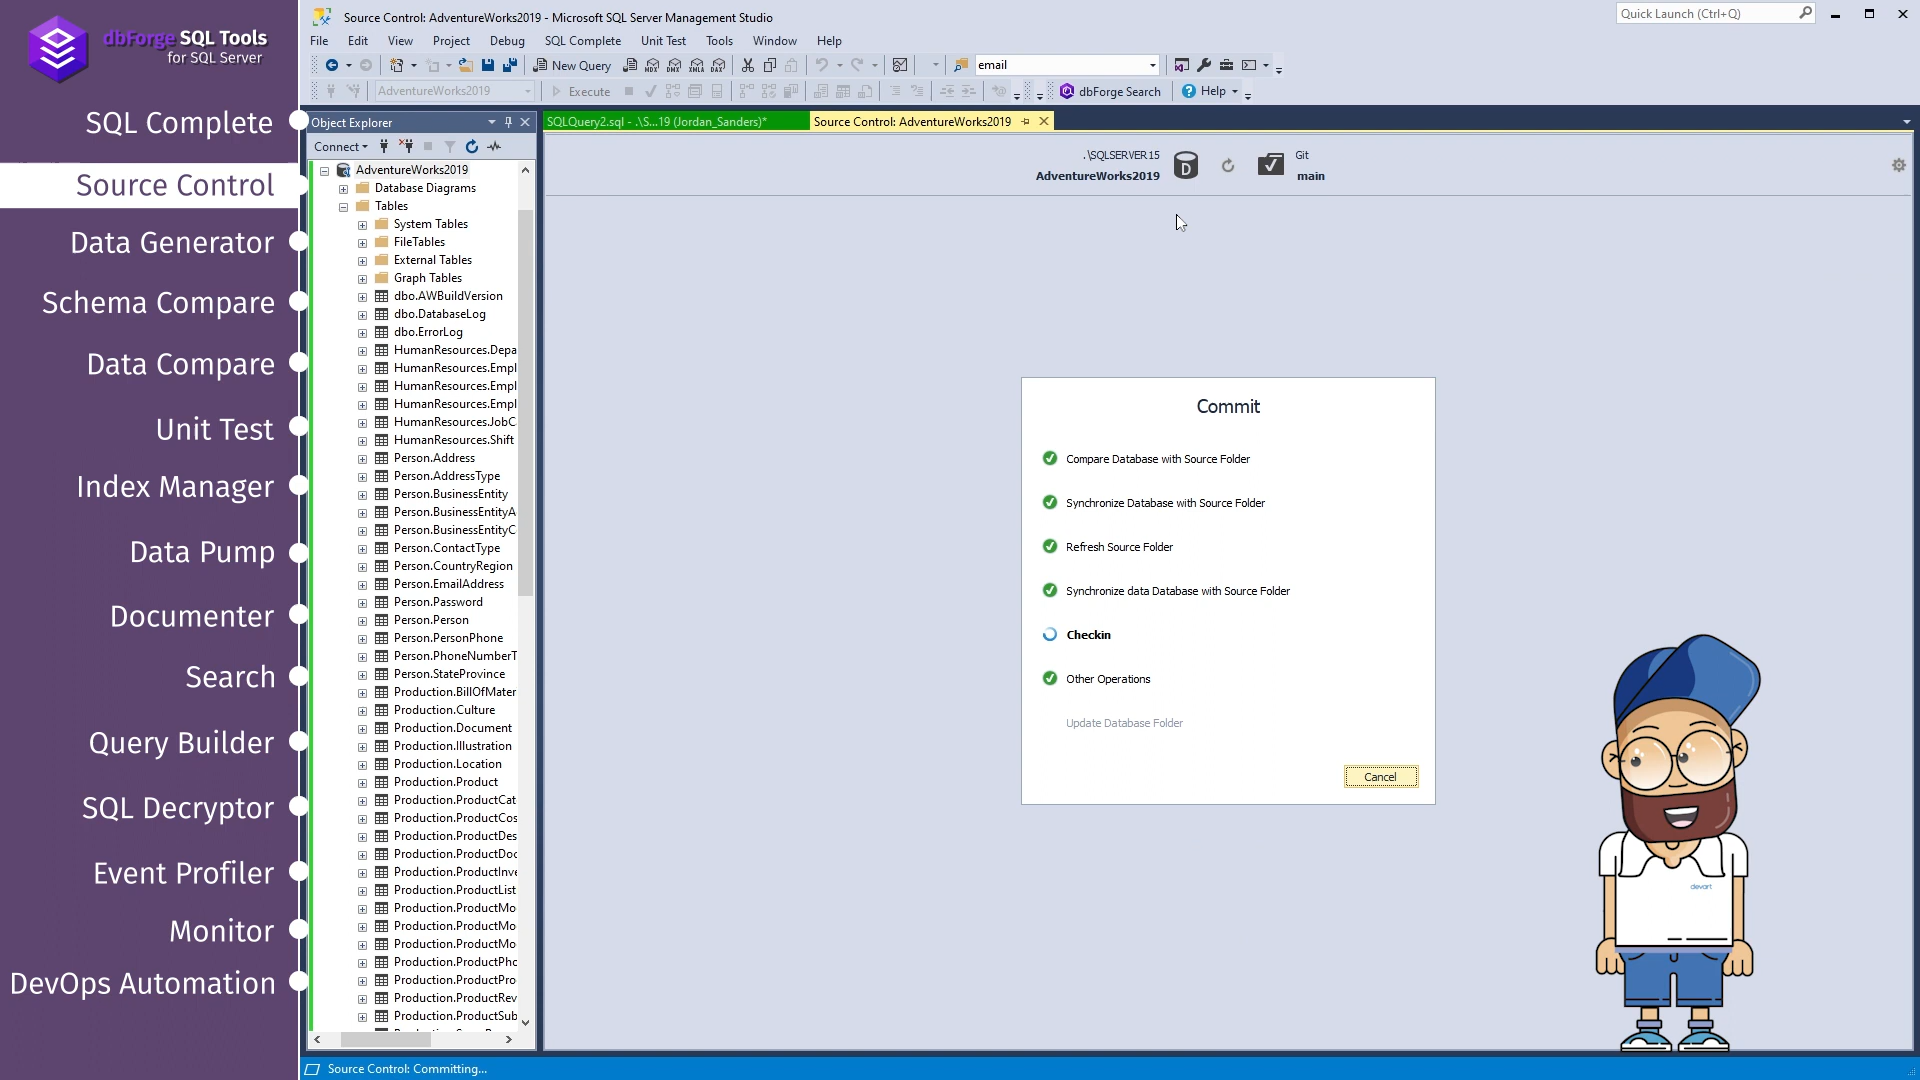 dbForge SQL Tools
for SQL Server
SQL Complete
Source Control
Data Generator
Schema Compare
Data Compare
Unit Test
Index Manager
Data Pump
Documenter
Search
Query Builder
SQL Decryptor
Event Profiler
Monitor
DevOps Automation
Source Control: AdventureWorks2019 - Microsoft SQL Server Management Studio
Quick Launch (Ctrl+Q)
File Edit View Project Debug SQL Complete Unit Test Tools Window Help
New Query MDX DMX XMLA DAX email
AdventureWorks2019 Execute dbForge Search Help
Object Explorer
Connect
AdventureWorks2019
Database Diagrams
Tables
System Tables
FileTables
External Tables
Graph Tables
dbo.AWBuildVersion
dbo.DatabaseLog
dbo.ErrorLog
HumanResources.Depa
HumanResources.Empl
HumanResources.Empl
HumanResources.Empl
HumanResources.JobC
HumanResources.Shift
Person.Address
Person.AddressType
Person.BusinessEntity
Person.BusinessEntityA
Person.BusinessEntityC
Person.ContactType
Person.CountryRegion
Person.EmailAddress
Person.Password
Person.Person
Person.PersonPhone
Person.PhoneNumberT
Person.StateProvince
Production.BillOfMater
Production.Culture
Production.Document
Production.Illustration
Production.Location
Production.Product
Production.ProductCat
Production.ProductCos
Production.ProductDes
Production.ProductDoc
Production.ProductInve
Production.ProductList
Production.ProductMo
Production.ProductMo
Production.ProductMo
Production.ProductPho
Production.ProductPro
Production.ProductRev
Production.ProductSub
SQLQuery2.sql - .\S...19 (Jordan_Sanders)*
Source Control: AdventureWorks2019
.\SQLSERVER15
AdventureWorks2019
D
Git
main
Commit
Compare Database with Source Folder
Synchronize Database with Source Folder
Refresh Source Folder
Synchronize data Database with Source Folder
Checkin
Other Operations
Update Database Folder
Cancel
devart
Source Control: Committing...